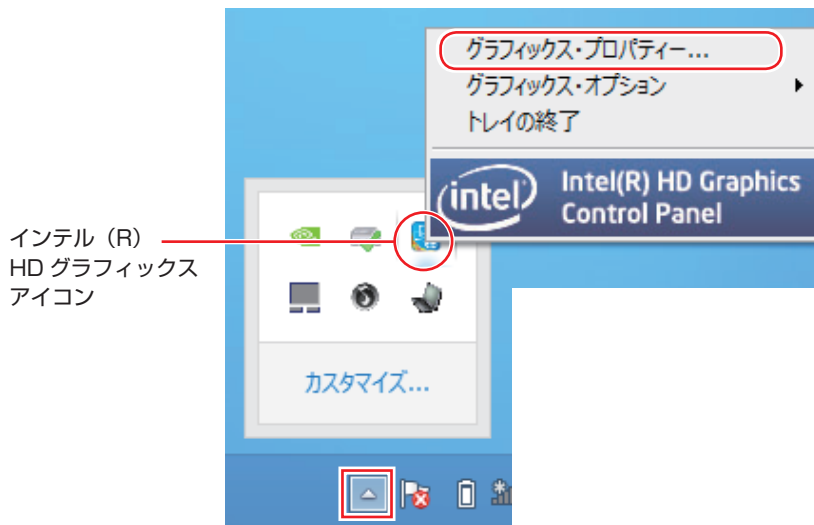 グラフィックス・プロパティー...
グラフィックス・オプション
トレイの終了
intel
Intel(R) HD Graphics
Control Panel
インテル（R）
HD グラフィックス
アイコン
カスタマイズ...